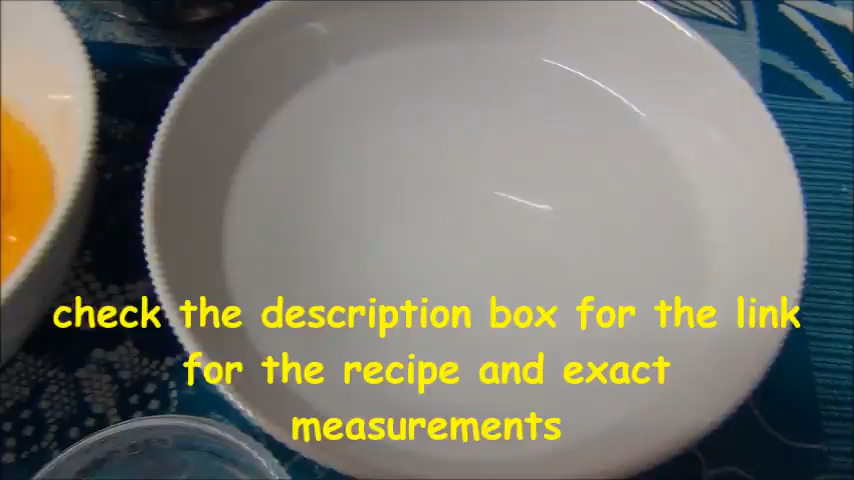 check the description box for the link
for the recipe and exact
measurements